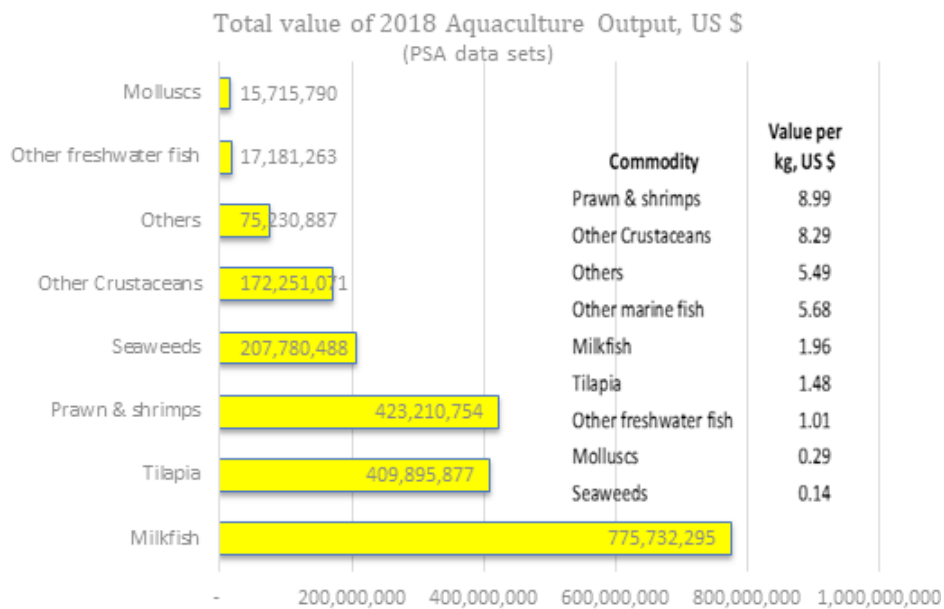 Total value of 2018 Aquaculture Output, US $
(PSA data sets)
Molluscs 15,715,790
Other freshwater fish 17,181,263
Others 75,230,887
Other Crustaceans 172,251,071
Seaweeds 207,780,488
Prawn & shrimps 423,210,754
Tilapia 409,895,877
Milkfish 775,732,295
- 200,000,000 400,000,000 600,000,000 800,000,000 1,000,000,000
Value per
Commodity kg, US $
Prawn & shrimps 8.99
Other Crustaceans 8.29
Others 5.49
Other marine fish 5.68
Milkfish 1.96
Tilapia 1.48
Other freshwater fish 1.01
Molluscs 0.29
Seaweeds 0.14